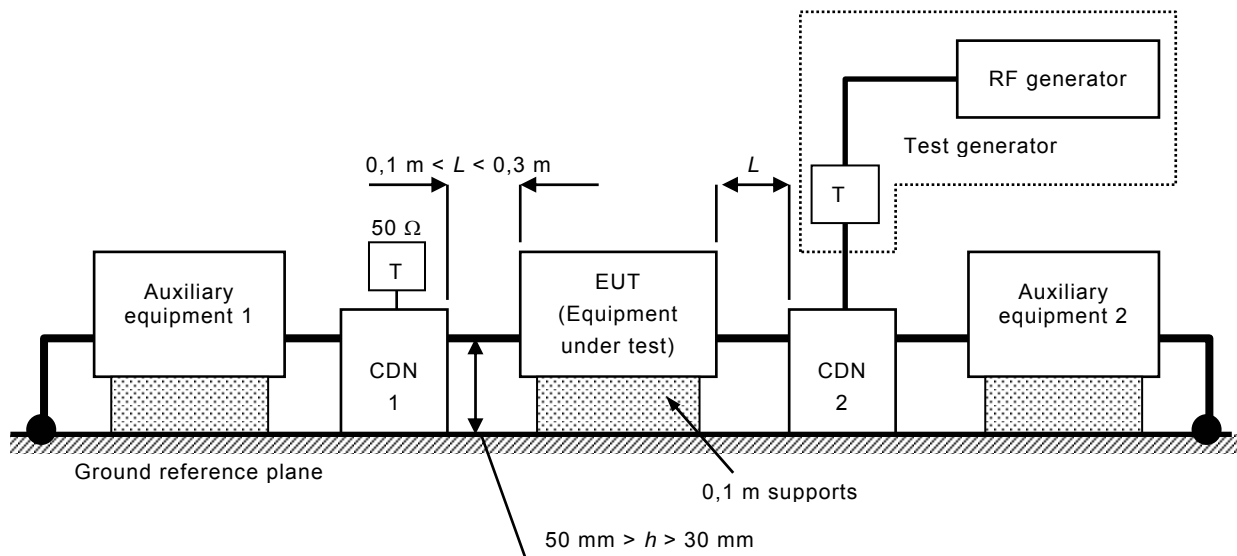 RF generator
Test generator
T
0,1 m < L < 0,3 m
L
50 Ω
T
Auxiliary
equipment 1
CDN
1
EUT
(Equipment
under test)
CDN
2
Auxiliary
equipment 2
Ground reference plane
0,1 m supports
50 mm > h > 30 mm